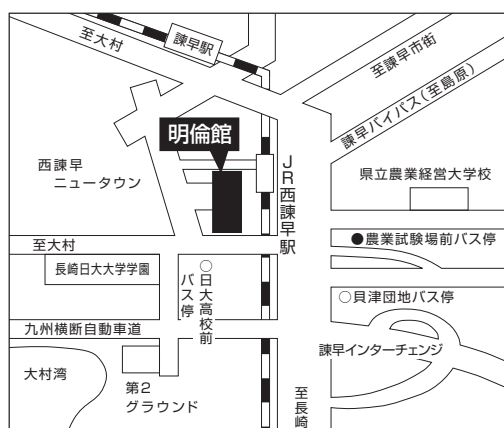 至大村
諫早駅
至諫早市街
諫早バイパス(至島原)
明倫館
西諫早
ニュータウン
JR西諫早駅
県立農業経営大学校
至大村
●農業試験場前バス停
長崎日大大学学園
○日大高校前
バス停
○貝津団地バス停
九州横断自動車道
諫早インターチェンジ
大村湾
第2
グラウンド
至長崎